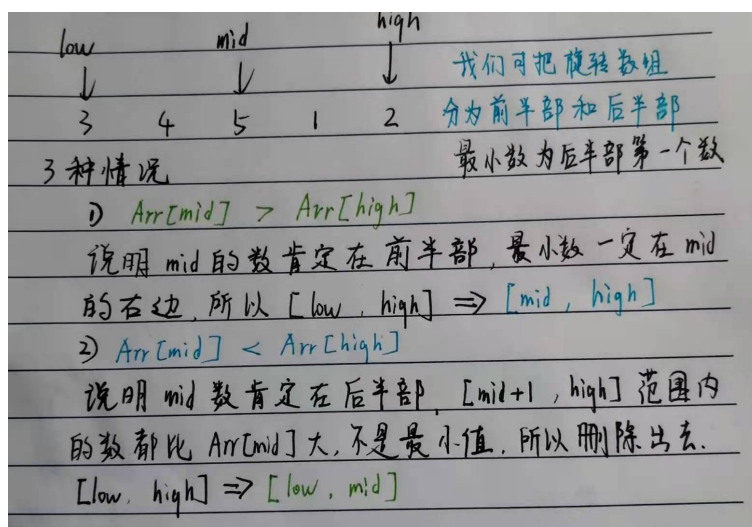 low mid high
3 4 5 1 2
我们可把旋转数组
分为前半部和后半部
最小数为后半部第一个数
3种情况
1) Arr[mid] > Arr[high]
说明 mid 的数肯定在前半部, 最小数一定在 mid
的右边, 所以 [low, high] ⇒ [mid, high]
2) Arr[mid] < Arr[high]
说明 mid 数肯定在后半部, [mid+1, high] 范围内
的数都比 Arr[mid] 大, 不是最小值, 所以删除出去.
[low, high] ⇒ [low, mid]